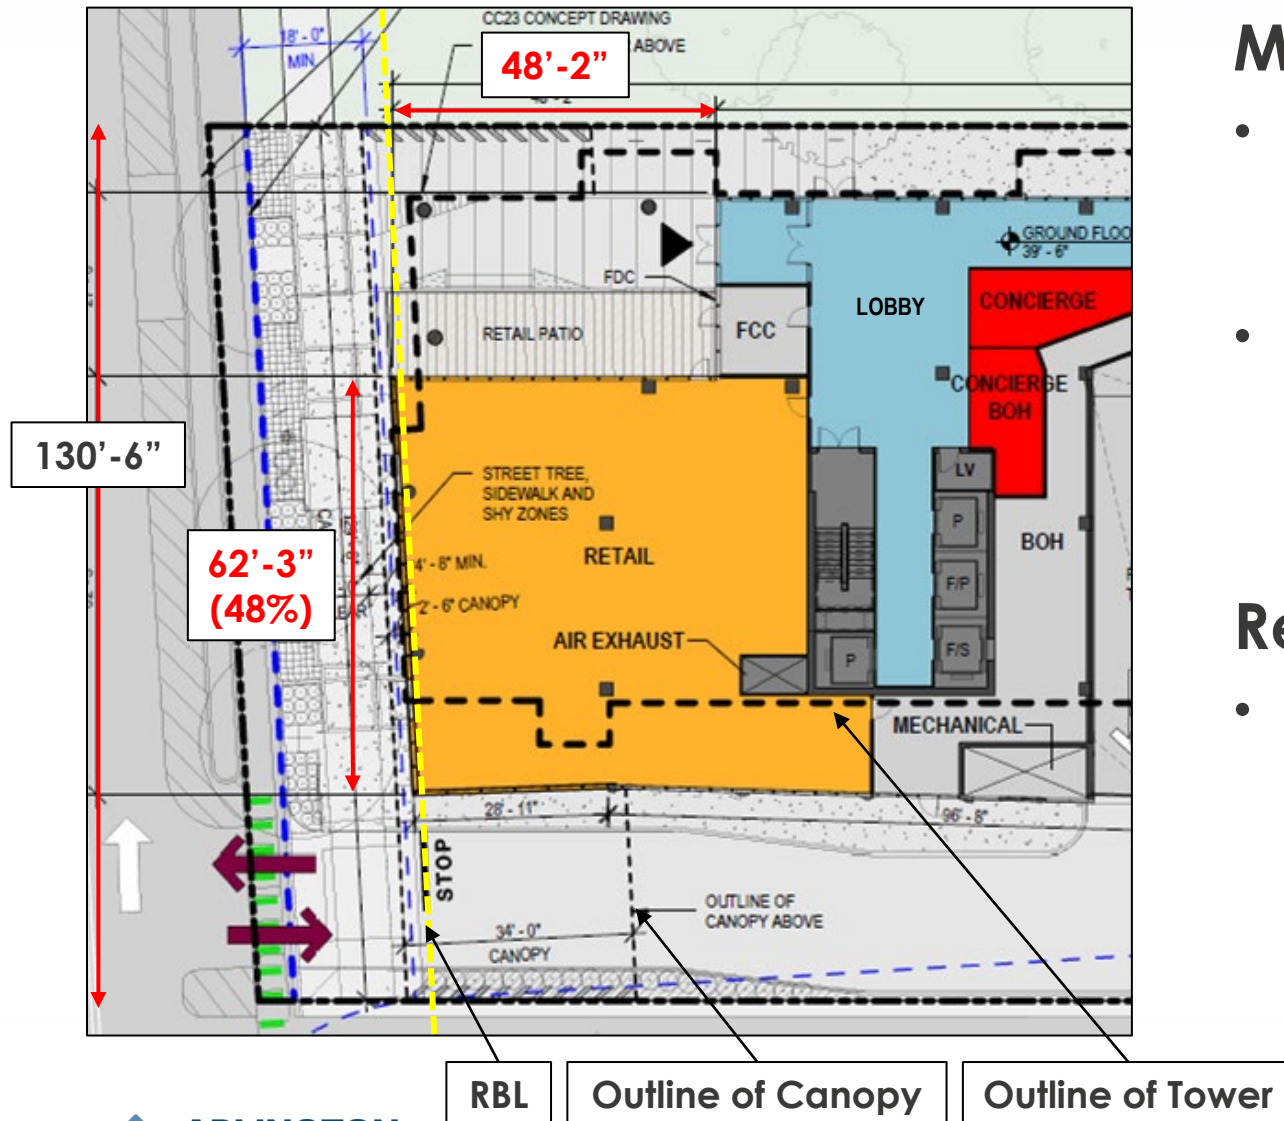 CC23 CONCEPT DRAWING
ABOVE
18' - 0"
MIN.
48'-2”
M
GROUND FLOO
39' - 6"
FDC
LOBBY
CONCIERGE
FCC
RETAIL PATIO
CONCIERGE
BOH
130’-6”
STREET TREE,
SIDEWALK AND
SHY ZONES
LV
P
BOH
RETAIL
62’-3”
(48%)
4' - 8" MIN.
2' - 6" CANOPY
F/P
AIR EXHAUST
P
F/S
Re
MECHANICAL
28' - 11"
96' - 8"
STOP
OUTLINE OF
CANOPY ABOVE
34' - 0"
CANOPY
RBL
Outline of Canopy
Outline of Tower
ARLINGTON